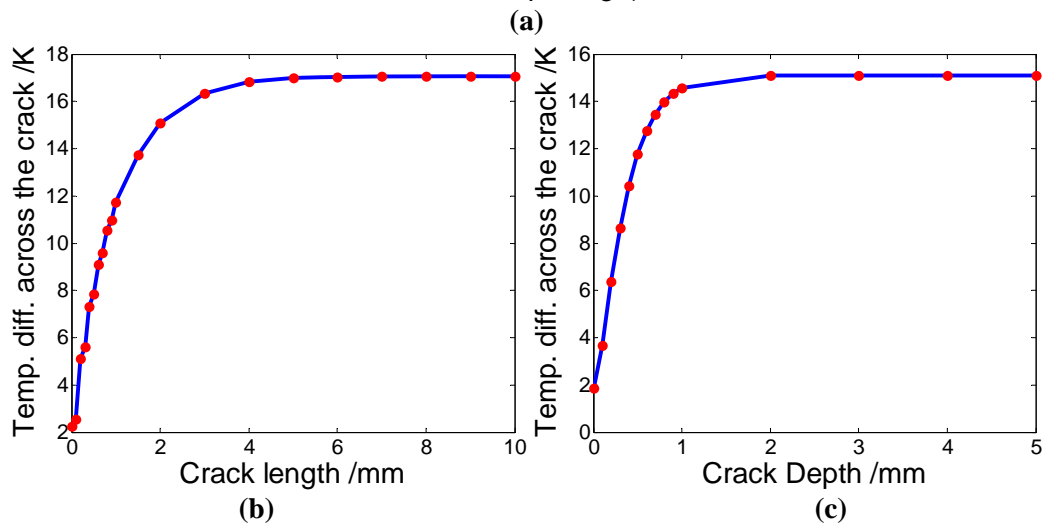 (a)
Temp. diff. across the crack /K
18
16
14
12
10
8
6
4
2
0 2 4 6 8 10
Crack length /mm
(b)
Temp. diff. across the crack /K
16
14
12
10
8
6
4
2
0
0 1 2 3 4 5
Crack Depth /mm
(c)